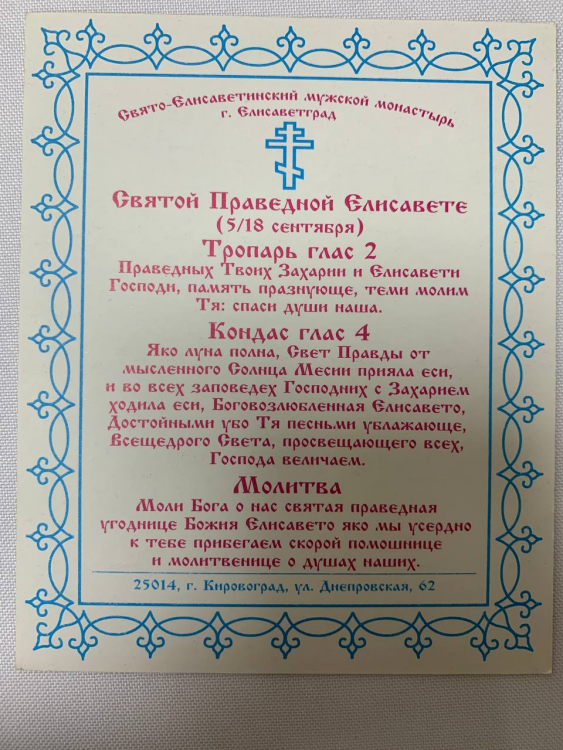 Свято-Елисаветинский мужской монастырь
г. Елисаветград
Святой Праведной Елисавете
(5/18 сентября)
Тропарь глас 2
Праведных Твоих Захарии и Елисавети
Господи, память празнующе, теми молим
Тя: спаси души наша.
Кондас глас 4
Яко луна полна, Свет Правды от
мысленного Солнца Месии прияла еси,
и во всех заповедех Господних с Захарием
ходила еси, Боговозлюбленная Елисавето,
Достойными убо Тя песньми ублажающе,
Всещедрого Света, просвещающего всех,
Господа величаем.
Молитва
Моли Бога о нас святая праведная
угоднице Божия Елисавето яко мы усердно
к тебе прибегаем скорой помошнице
и молитвенице о душах наших.
25014, г. Кировоград, ул. Днепровская, 62